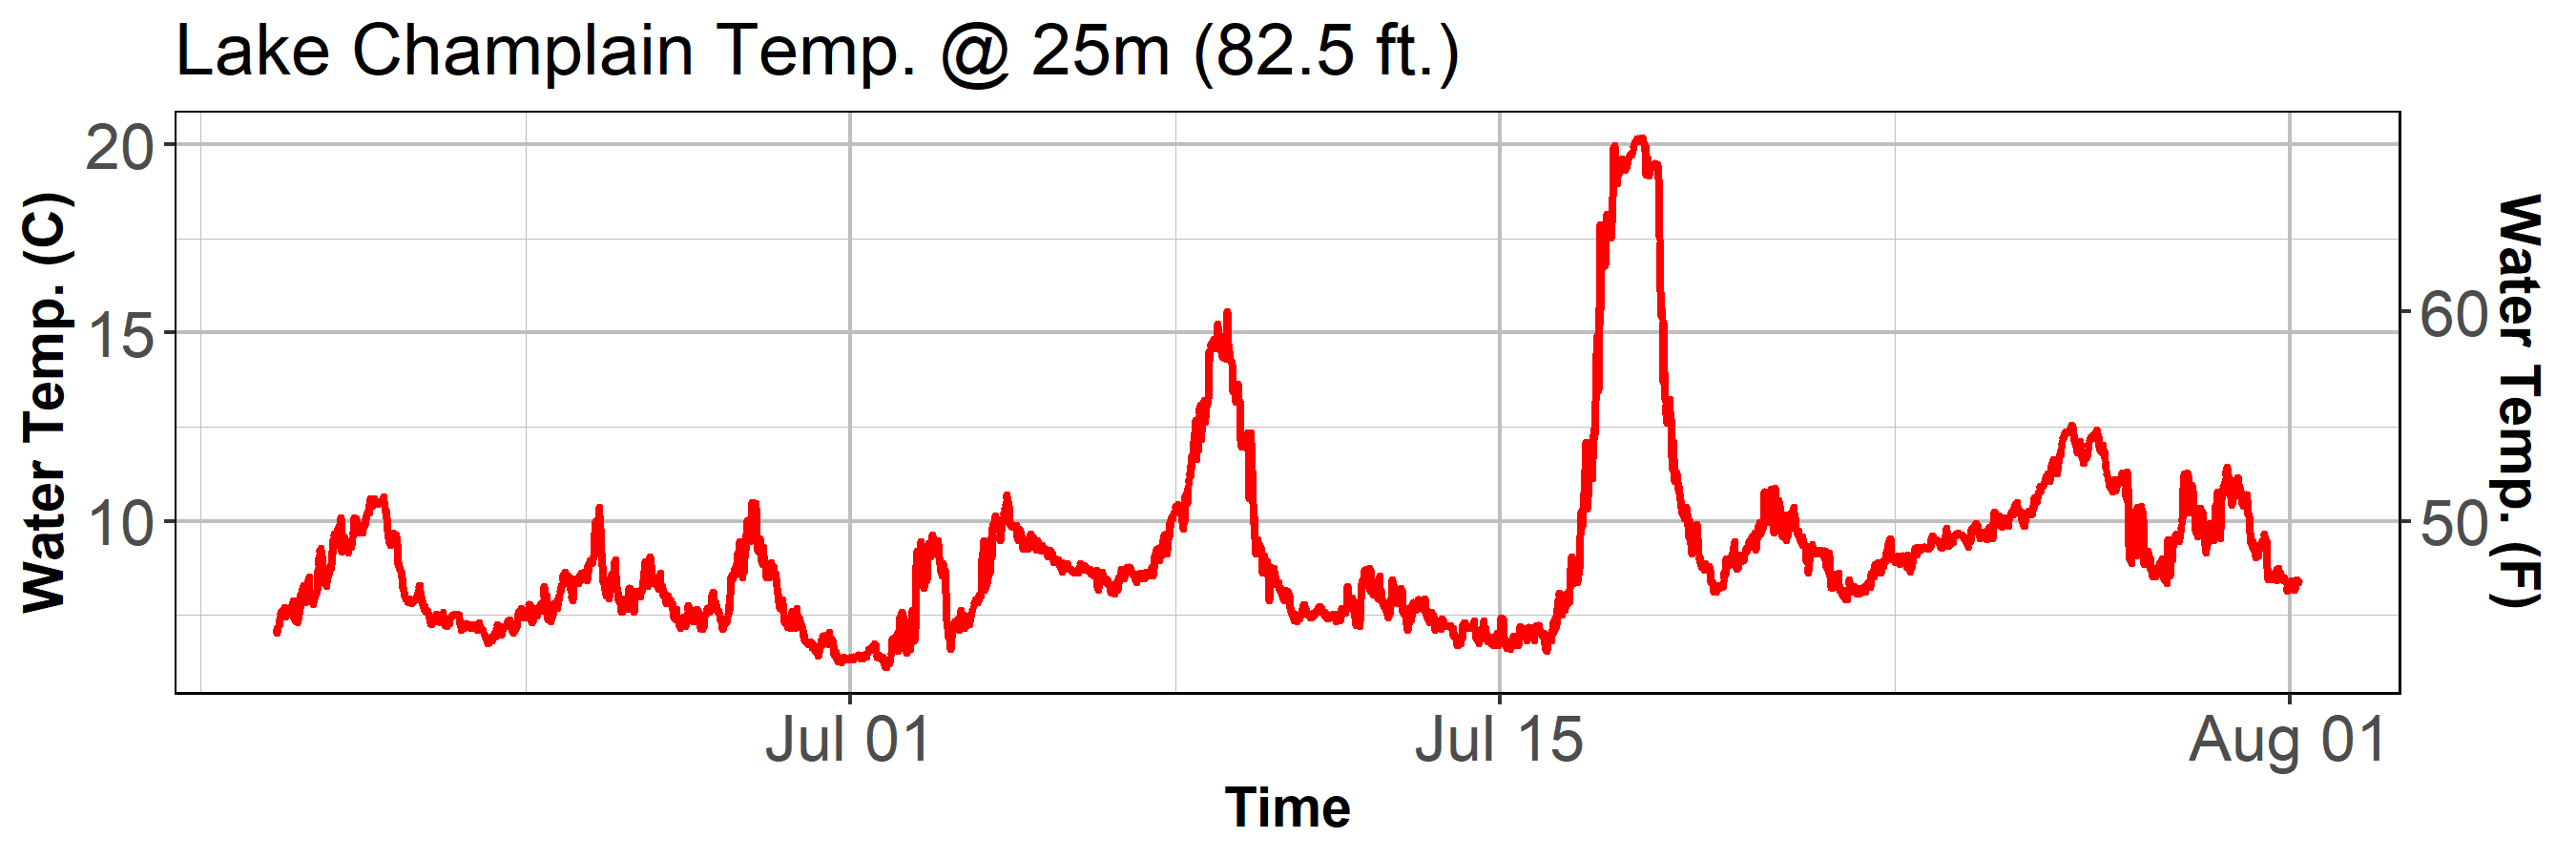 Lake Champlain Temp. @ 25m (82.5 ft.)
Water Temp. (C)
20
15
10
60
50
Water Temp. (F)
Jul 01
Jul 15
Aug 01
Time